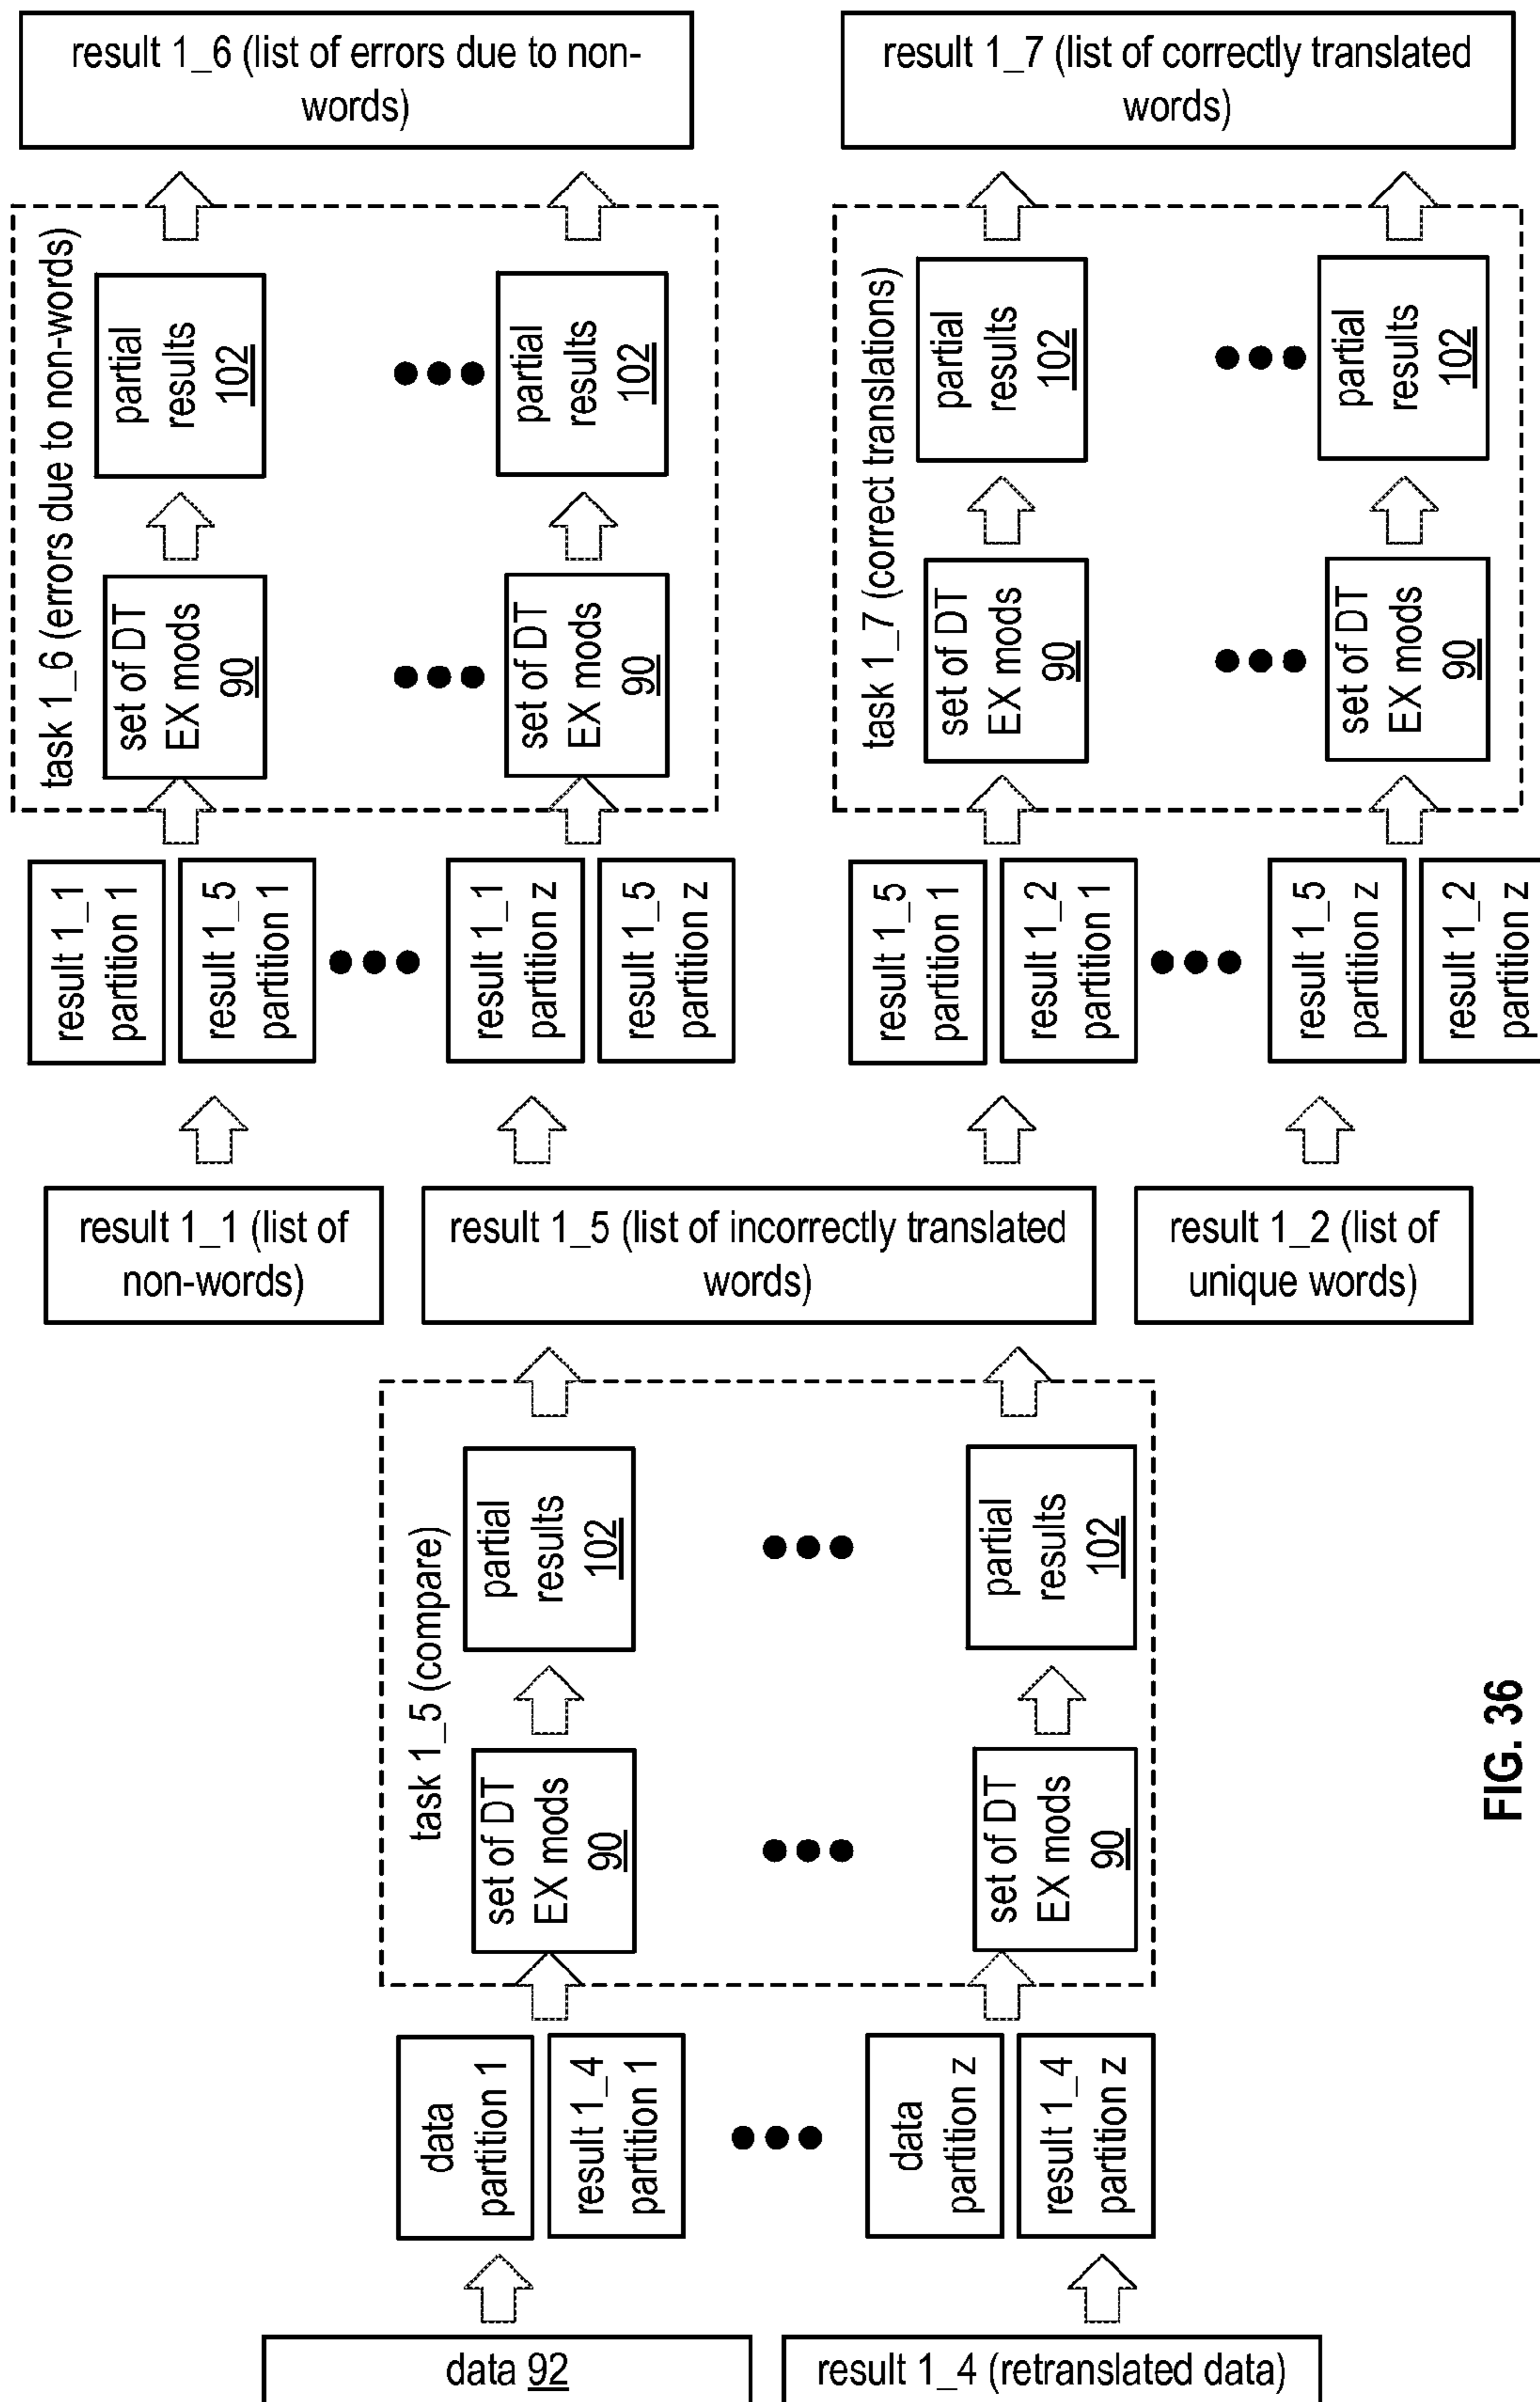 data 92
result 1_4 (retranslated data)
data
partition 1
result 1_4
partition 1
data
partition z
result 1_4
partition z
task 1_5 (compare)
set of DT
EX mods
90
partial
results
102
set of DT
EX mods
90
partial
results
102
result 1_1 (list of
non-words)
result 1_5 (list of incorrectly translated
words)
result 1_2 (list of
unique words)
result 1_1
partition 1
result 1_5
partition 1
result 1_1
partition z
result 1_5
partition z
task 1_6 (errors due to non-words)
set of DT
EX mods
90
partial
results
102
set of DT
EX mods
90
partial
results
102
result 1_6 (list of errors due to non-
words)
result 1_5
partition 1
result 1_2
partition 1
result 1_5
partition z
result 1_2
partition z
task 1_7 (correct translations)
set of DT
EX mods
90
partial
results
102
set of DT
EX mods
90
partial
results
102
result 1_7 (list of correctly translated
words)
FIG. 36